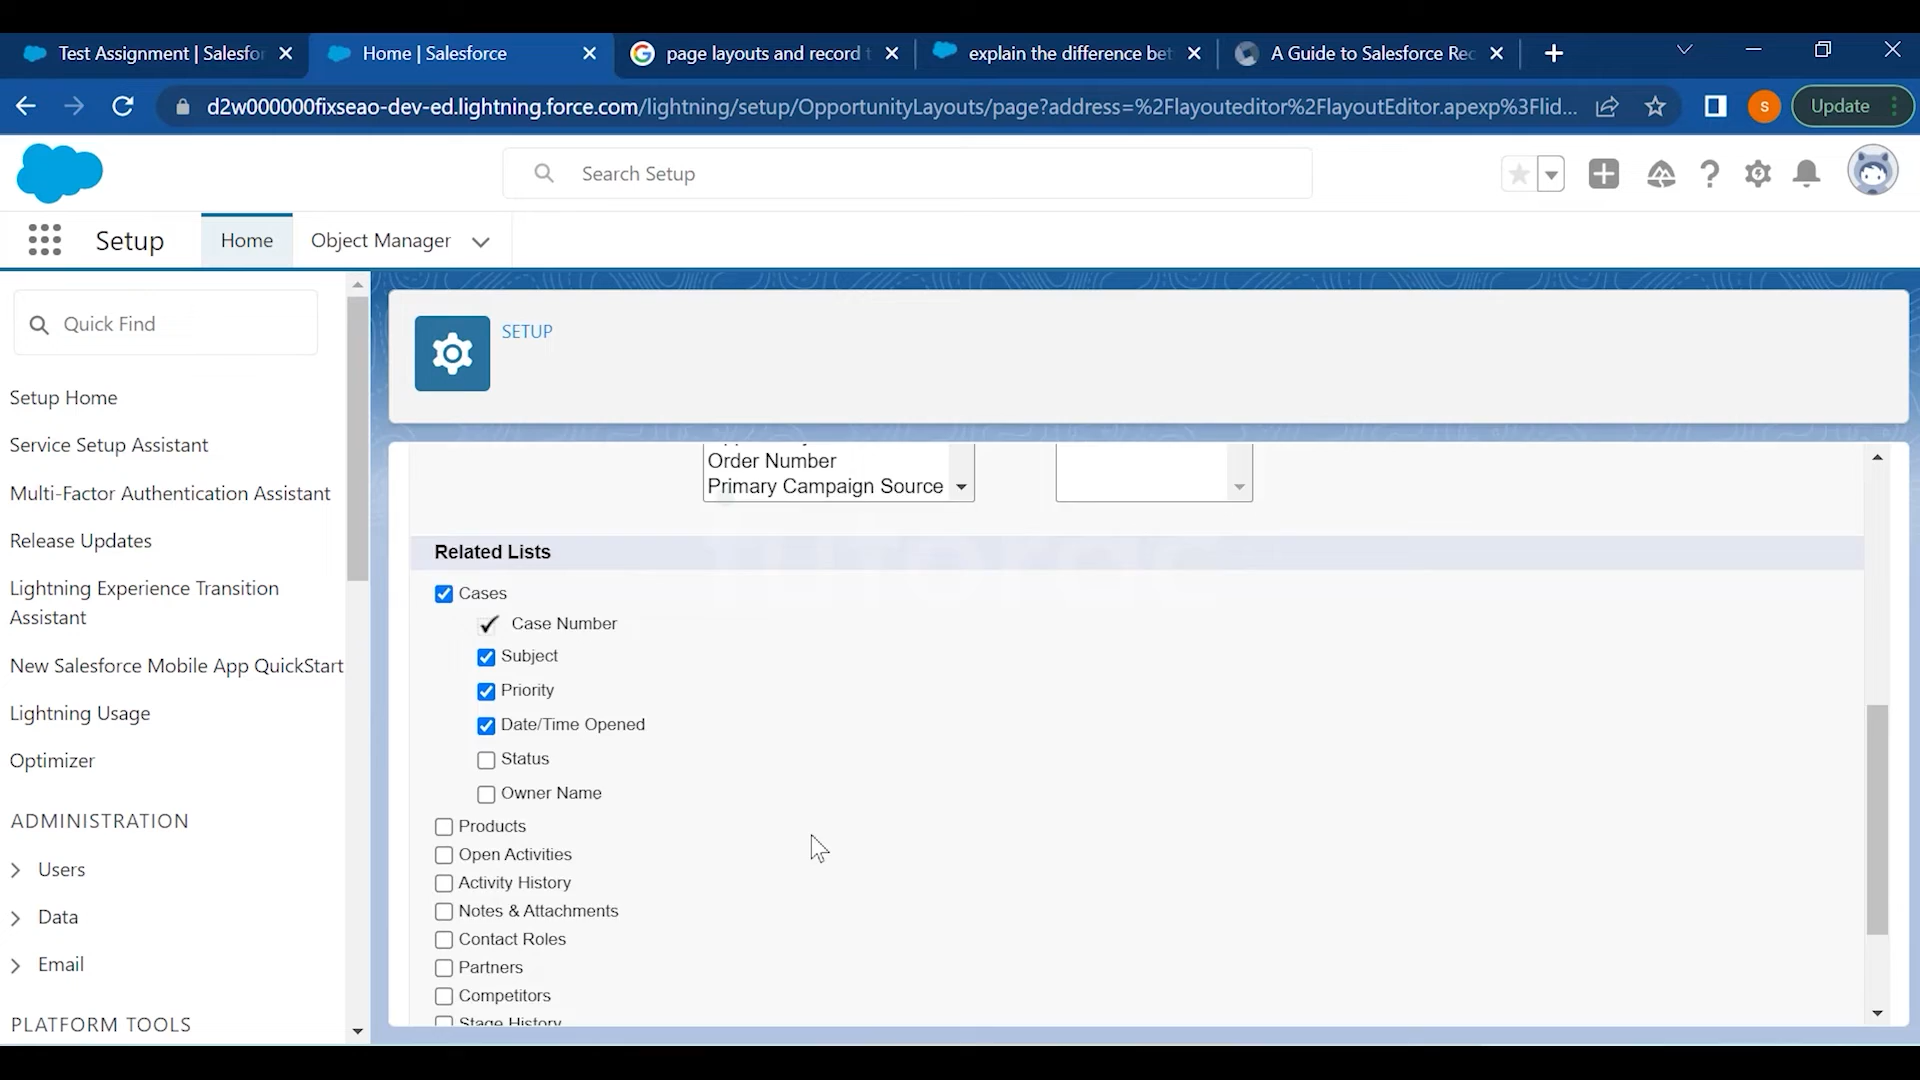 Test Assignment | Salesfor
Home | Salesforce
page layouts and record t
explain the difference bet
A Guide to Salesforce Rec
d2w000000fixseao-dev-ed.lightning.force.com/lightning/setup/OpportunityLayouts/page?address=%2Flayouteditor%2FlayoutEditor.apexp%3Flid...
S
Update
Search Setup
Setup
Home
Object Manager
Quick Find
Setup Home
Service Setup Assistant
Multi-Factor Authentication Assistant
Release Updates
Lightning Experience Transition
Assistant
New Salesforce Mobile App QuickStart
Lightning Usage
Optimizer
ADMINISTRATION
Users
Data
Email
PLATFORM TOOLS
SETUP
Order Number
Primary Campaign Source
Related Lists
Cases
Case Number
Subject
Priority
Date/Time Opened
Status
Owner Name
Products
Open Activities
Activity History
Notes & Attachments
Contact Roles
Partners
Competitors
Stage History